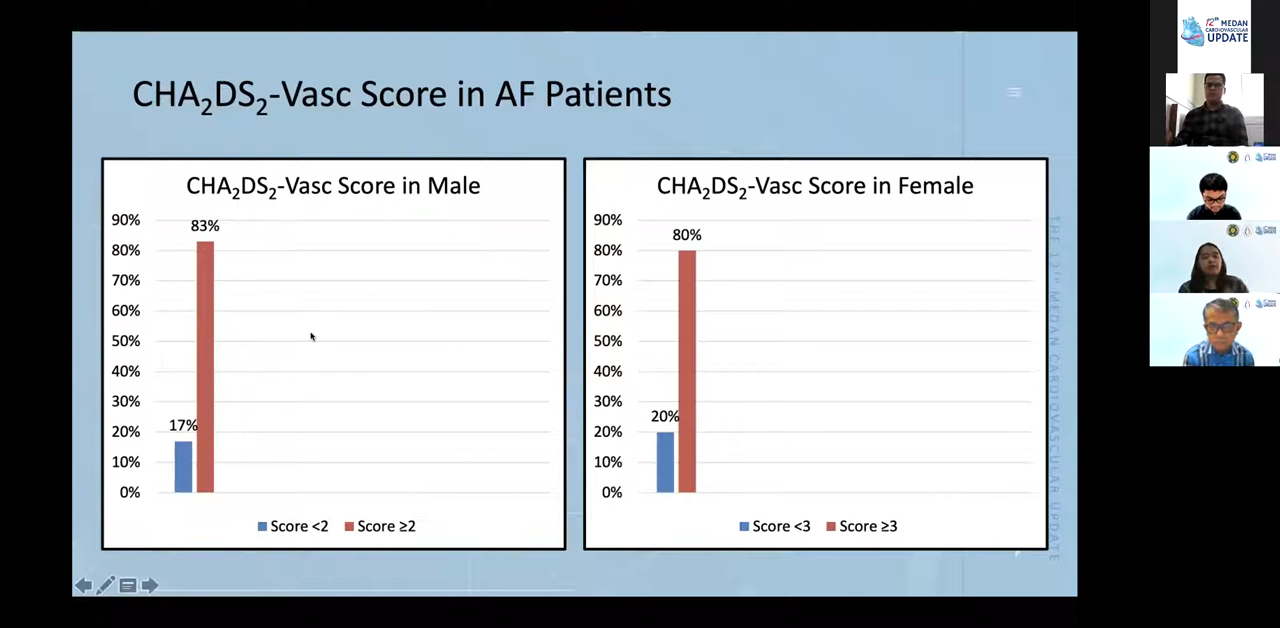 CHA₂DS₂-Vasc Score in AF Patients
CHA₂DS₂-Vasc Score in Male
90%
80%
70%
60%
50%
40%
30%
20%
10%
0%
83%
17%
Score <2 Score ≥2
CHA₂DS₂-Vasc Score in Female
90%
80%
70%
60%
50%
40%
30%
20%
10%
0%
80%
20%
Score <3 Score ≥3
THE 12TH MEDAN CARDIOVASCULAR UPDATE
12th MEDAN
CARDIOVASCULAR
UPDATE